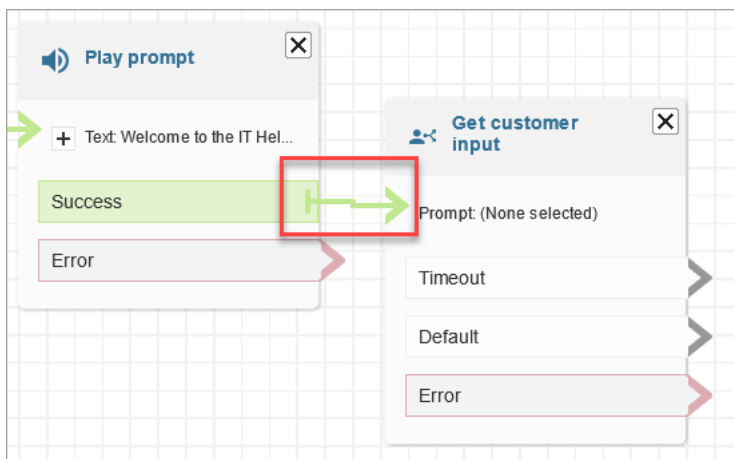 Play prompt
Text: Welcome to the IT Hel...
Success
Error
Get customer
input
Prompt: (None selected)
Timeout
Default
Error